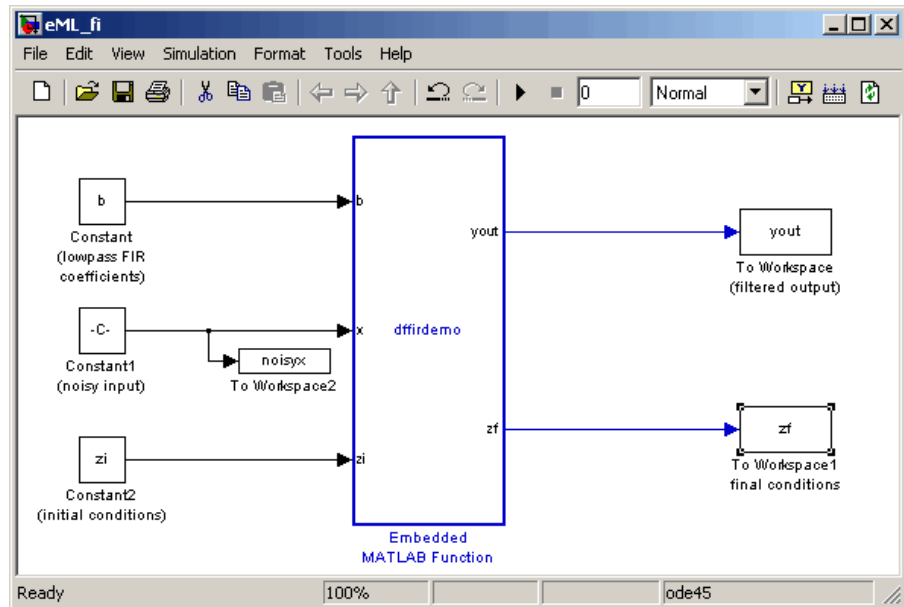 eML_fi
File Edit View Simulation Format Tools Help
0 Normal
b
Constant
(lowpass FIR
coefficients)
-C-
Constant1
(noisy input)
noisyx
To Workspace2
zi
Constant2
(initial conditions)
b
x
zi
dffirdemo
yout
zf
Embedded
MATLAB Function
yout
To Workspace
(filtered output)
zf
To Workspace1
final conditions
Ready 100% ode45